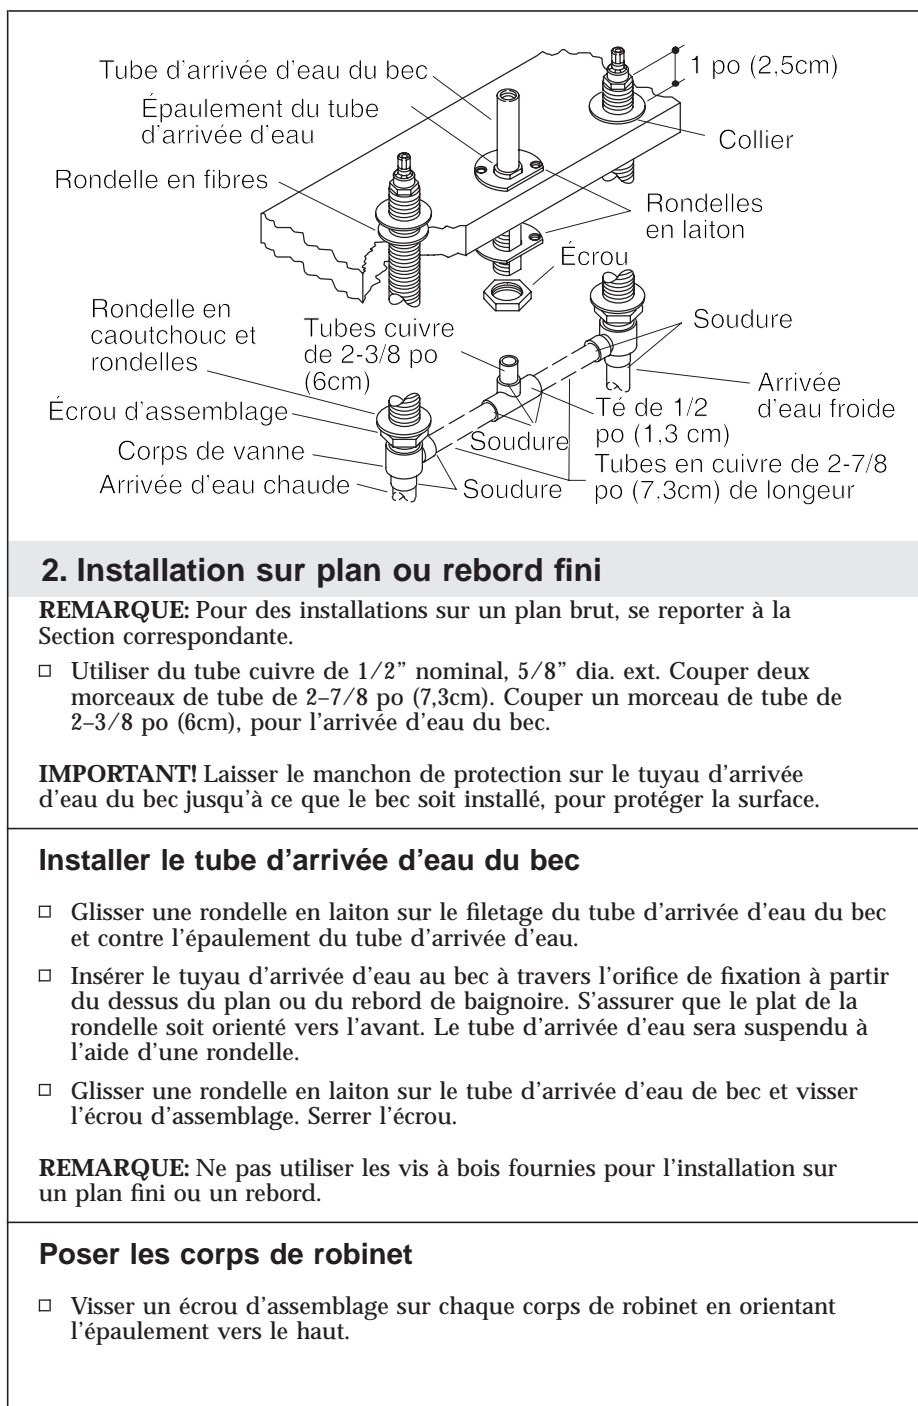 Tube d'arrivée d'eau du bec
1 po (2,5cm)
Épaulement du tube
d'arrivée d'eau
Collier
Rondelle en fibres
Rondelles
en laiton
Écrou
Rondelle en
caoutchouc et
rondelles
Tubes cuivre
de 2-3/8 po
(6cm)
Soudure
Arrivée
d'eau froide
Écrou d'assemblage
Té de 1/2
po (1,3 cm)
Soudure
Corps de vanne
Tubes en cuivre de 2-7/8
po (7,3cm) de longeur
Arrivée d'eau chaude
Soudure
2. Installation sur plan ou rebord fini
REMARQUE: Pour des installations sur un plan brut, se reporter à la
Section correspondante.
□ Utiliser du tube cuivre de 1/2” nominal, 5/8” dia. ext. Couper deux
morceaux de tube de 2–7/8 po (7,3cm). Couper un morceau de tube de
2–3/8 po (6cm), pour l'arrivée d'eau du bec.
IMPORTANT! Laisser le manchon de protection sur le tuyau d'arrivée
d'eau du bec jusqu'à ce que le bec soit installé, pour protéger la surface.
Installer le tube d'arrivée d'eau du bec
□ Glisser une rondelle en laiton sur le filetage du tube d'arrivée d'eau du bec
et contre l'épaulement du tube d'arrivée d'eau.
□ Insérer le tuyau d'arrivée d'eau au bec à travers l'orifice de fixation à partir
du dessus du plan ou du rebord de baignoire. S'assurer que le plat de la
rondelle soit orienté vers l'avant. Le tube d'arrivée d'eau sera suspendu à
l'aide d'une rondelle.
□ Glisser une rondelle en laiton sur le tube d'arrivée d'eau de bec et visser
l'écrou d'assemblage. Serrer l'écrou.
REMARQUE: Ne pas utiliser les vis à bois fournies pour l'installation sur
un plan fini ou un rebord.
Poser les corps de robinet
□ Visser un écrou d'assemblage sur chaque corps de robinet en orientant
l'épaulement vers le haut.